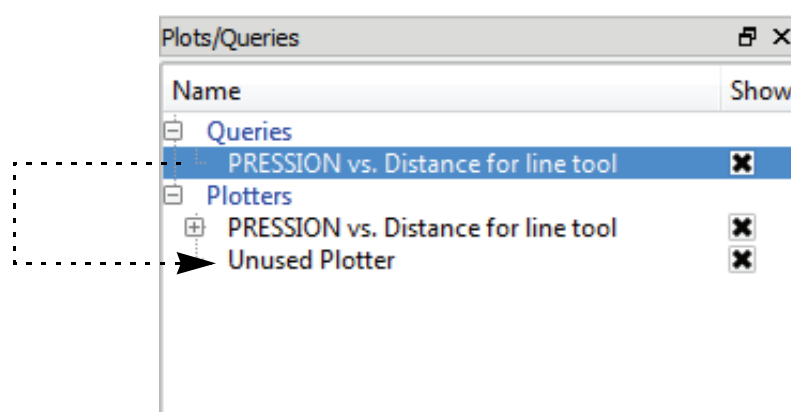 Plots/Queries
Name Show
Queries
PRESSION vs. Distance for line tool
Plotters
PRESSION vs. Distance for line tool
Unused Plotter